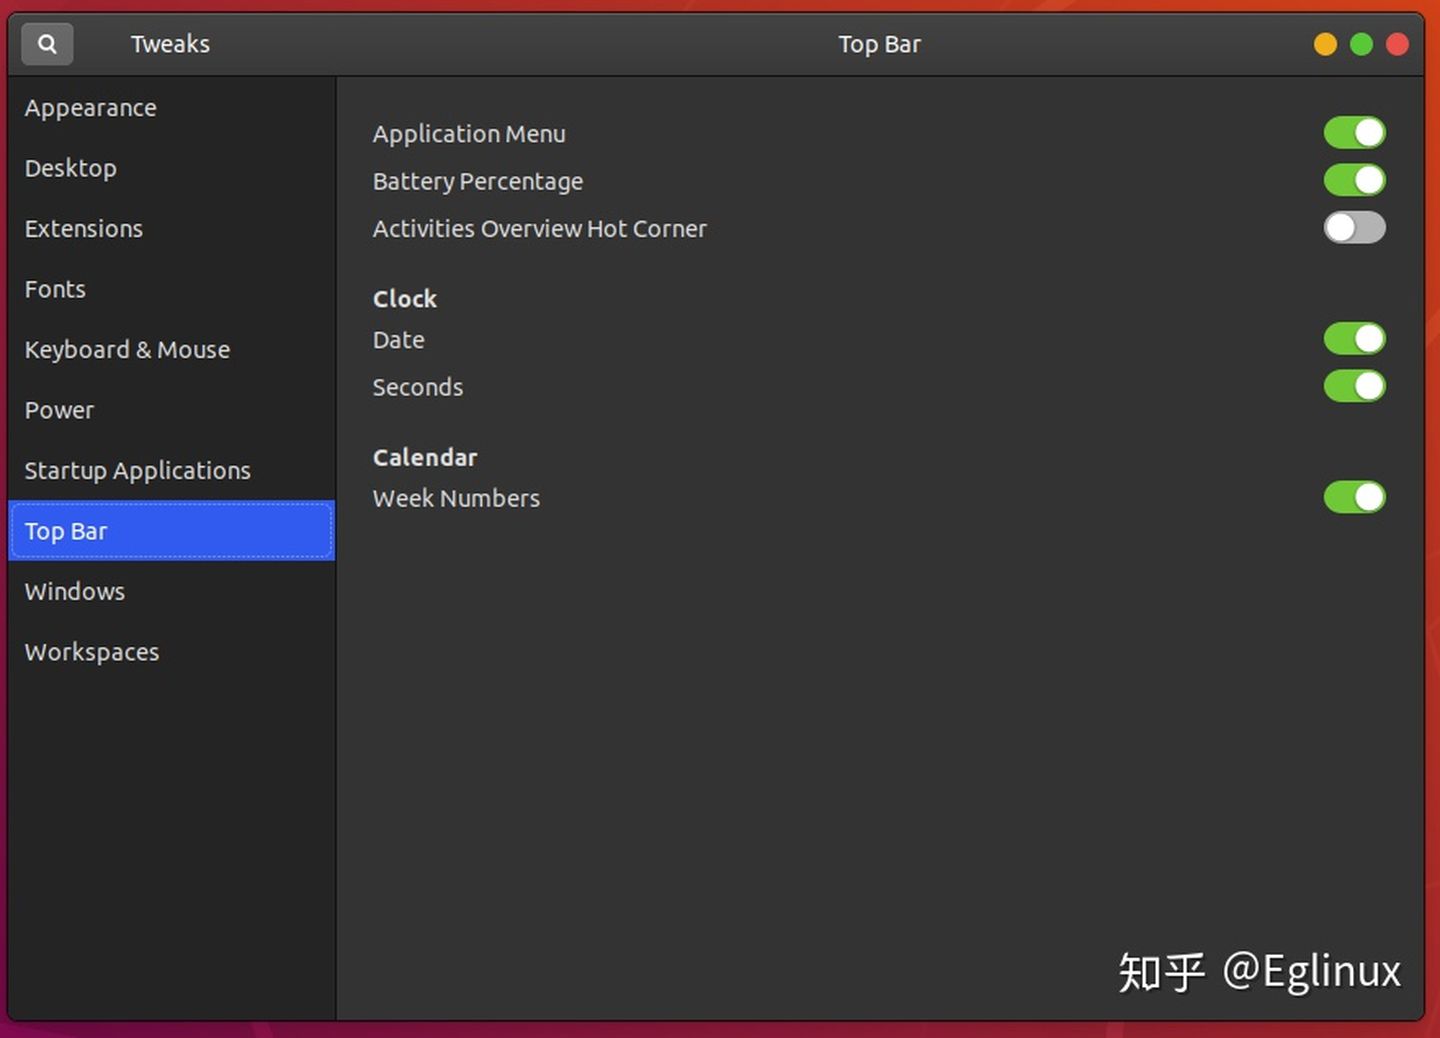 Tweaks
Top Bar
Appearance
Desktop
Extensions
Fonts
Keyboard & Mouse
Power
Startup Applications
Top Bar
Windows
Workspaces
Application Menu
Battery Percentage
Activities Overview Hot Corner
Clock
Date
Seconds
Calendar
Week Numbers
知乎 @Eglinux